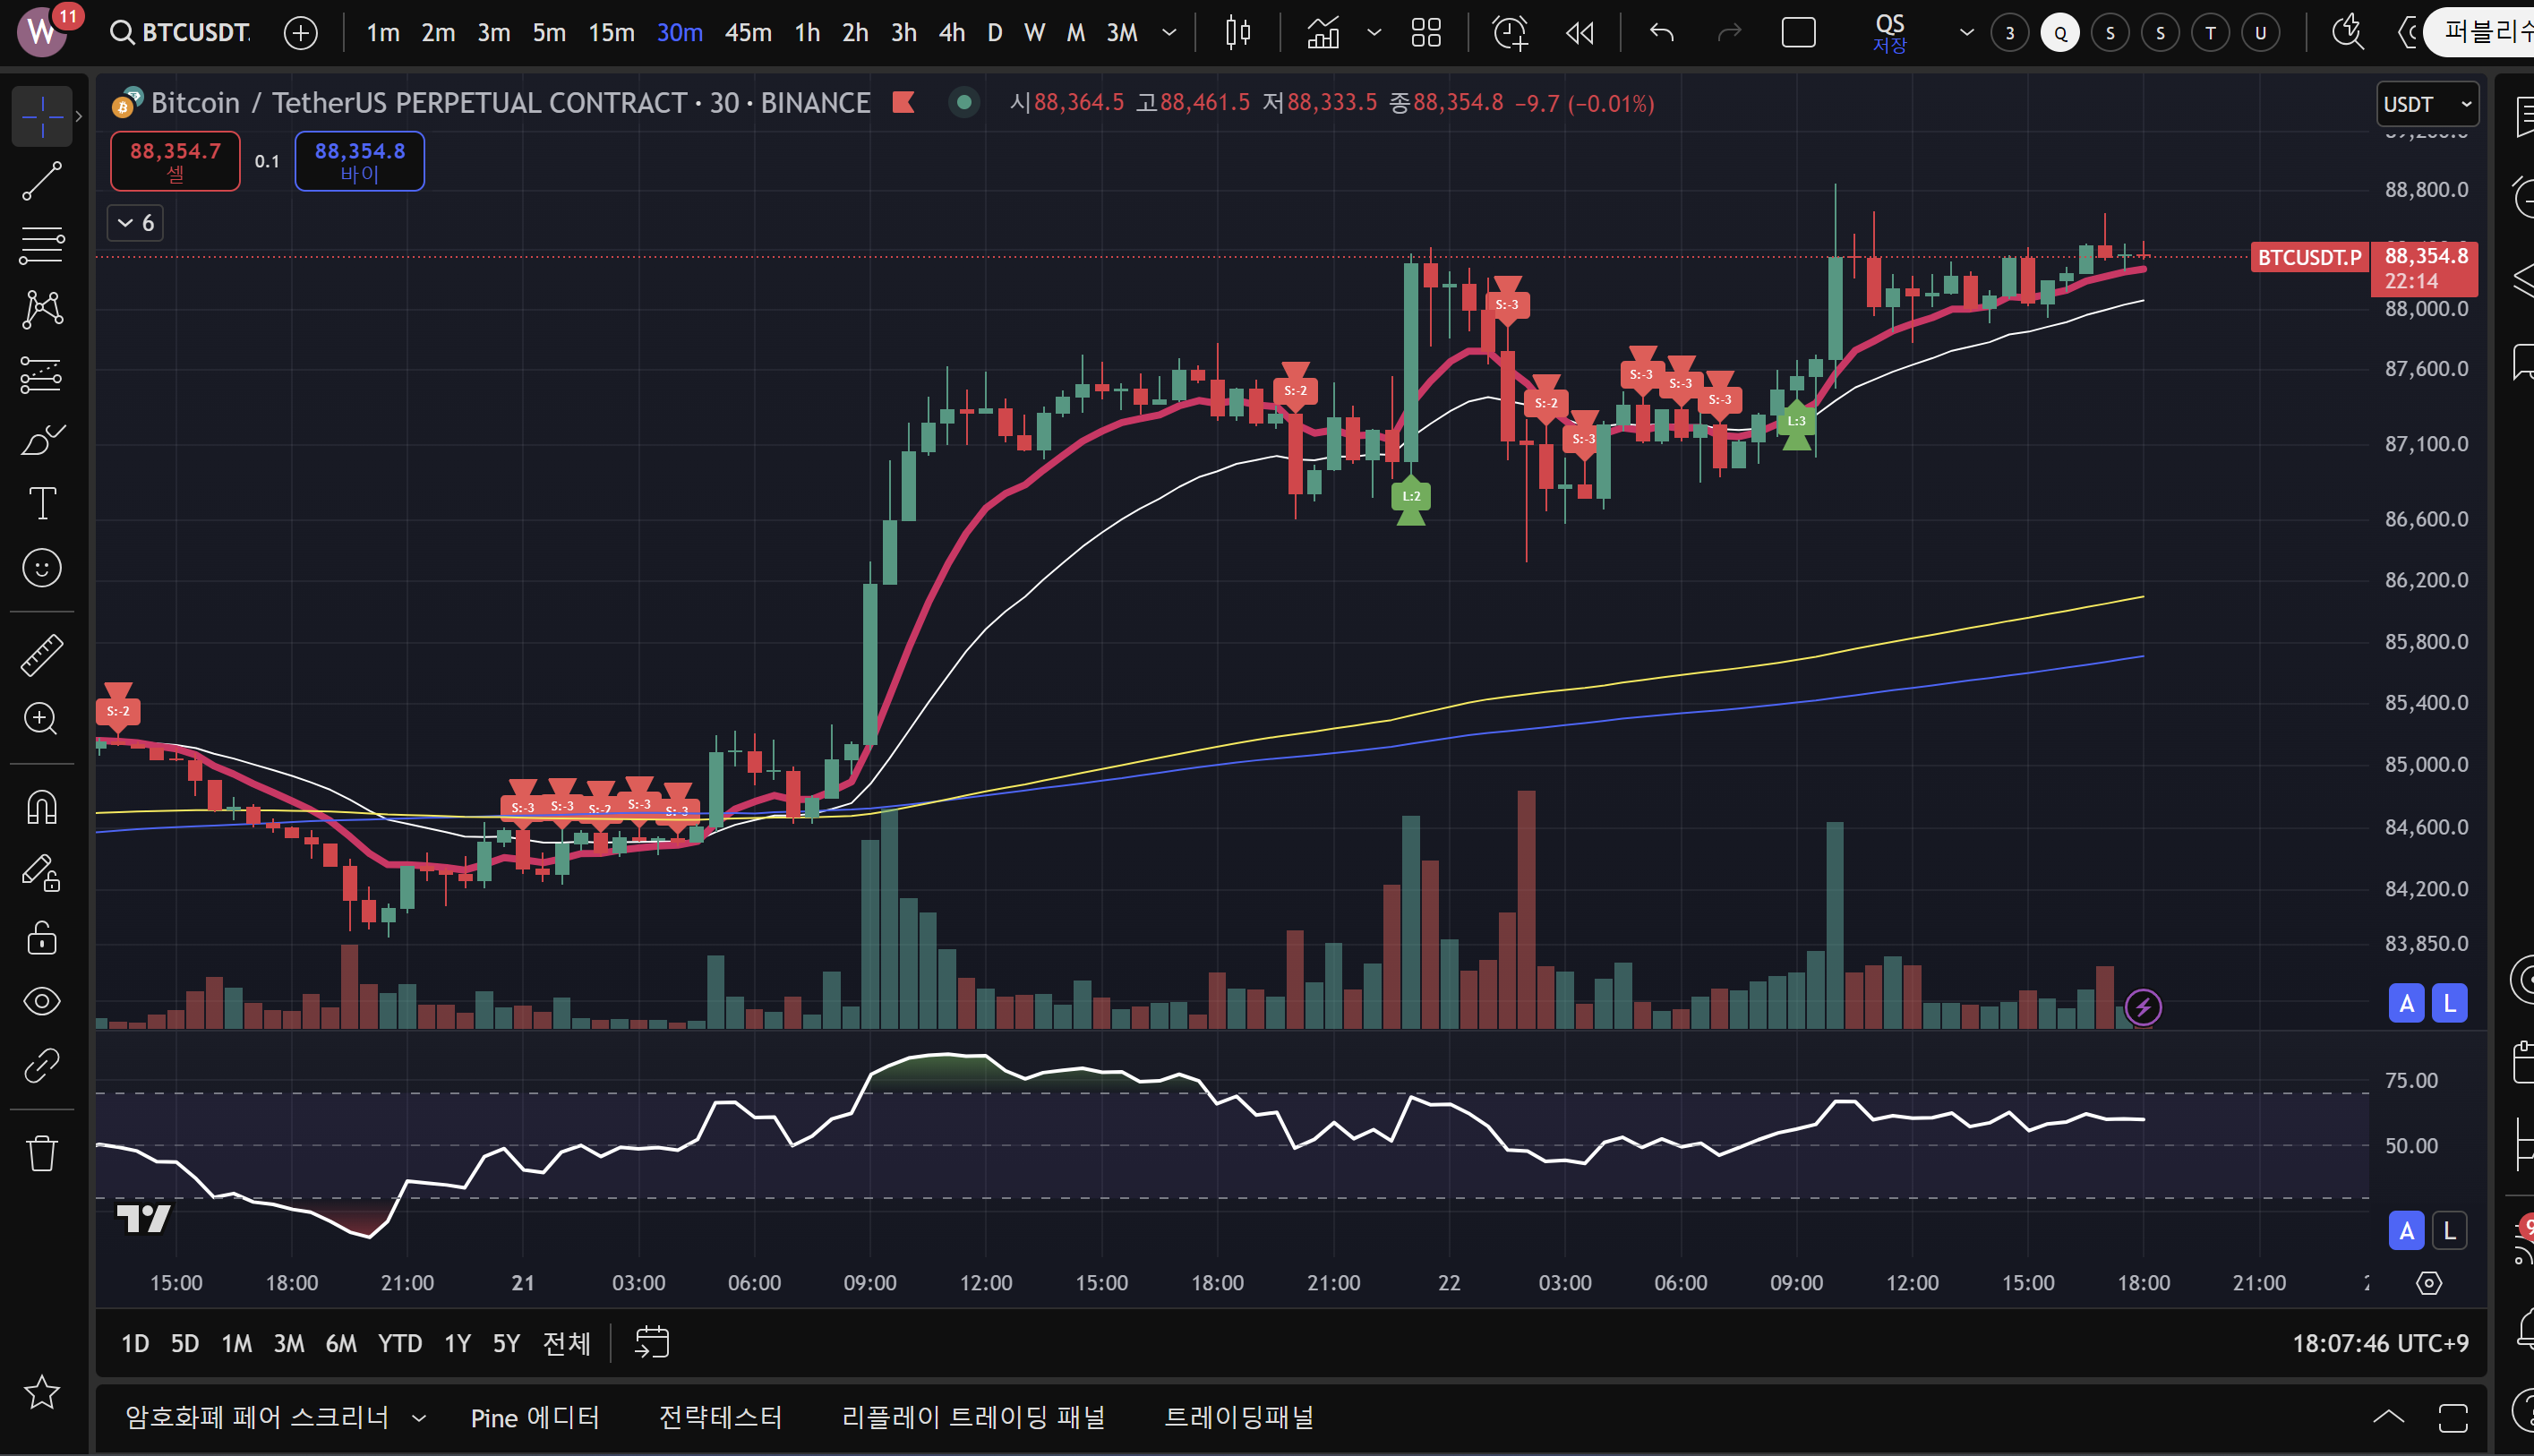 W 11 BTCUSDT. 1m 2m 3m 5m 15m 30m 45m 1h 2h 3h 4h D W M 3M QS 저장 3 Q S S T U 퍼블리쉬
Bitcoin / TetherUS PERPETUAL CONTRACT · 30 · BINANCE 시88,364.5 고88,461.5 저88,333.5 종88,354.8 −9.7 (−0.01%)
USDT
88,354.7 셀 0.1 88,354.8 바이
6
88,800.0
BTCUSDT.P 88,354.8
22:14
88,000.0
87,600.0
87,100.0
86,600.0
86,200.0
85,800.0
85,400.0
85,000.0
84,600.0
84,200.0
83,850.0
S:-2
S:-3 S:-3 S:-2 S:-3 S:-3
S:-2
L:2
S:-3
S:-2
S:-3
S:-3 S:-3 S:-3
L:3
A L
75.00
50.00
A L
15:00 18:00 21:00 21 03:00 06:00 09:00 12:00 15:00 18:00 21:00 22 03:00 06:00 09:00 12:00 15:00 18:00 21:00
1D 5D 1M 3M 6M YTD 1Y 5Y 전체 18:07:46 UTC+9
암호화폐 페어 스크리너 Pine 에디터 전략테스터 리플레이 트레이딩 패널 트레이딩패널